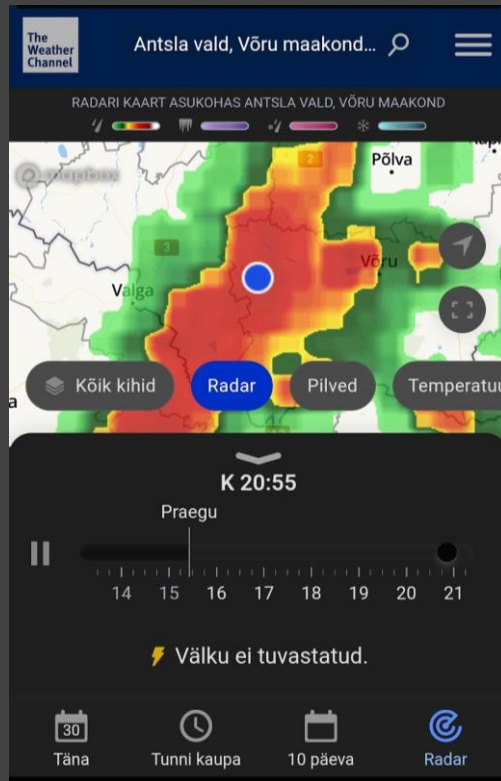 The
Weather
Channel
Antsla vald, Võru maakond...
RADARI KAART ASUKOHAS ANTSLA VALD, VÕRU MAAKOND
mapbox
2
Põlva
3
Võru
Valga
Kõik kihid
Radar
Pilved
Temperatuu
K 20:55
Praegu
14 15 16 17 18 19 20 21
Välku ei tuvastatud.
30
Täna
Tunni kaupa
10 päeva
Radar